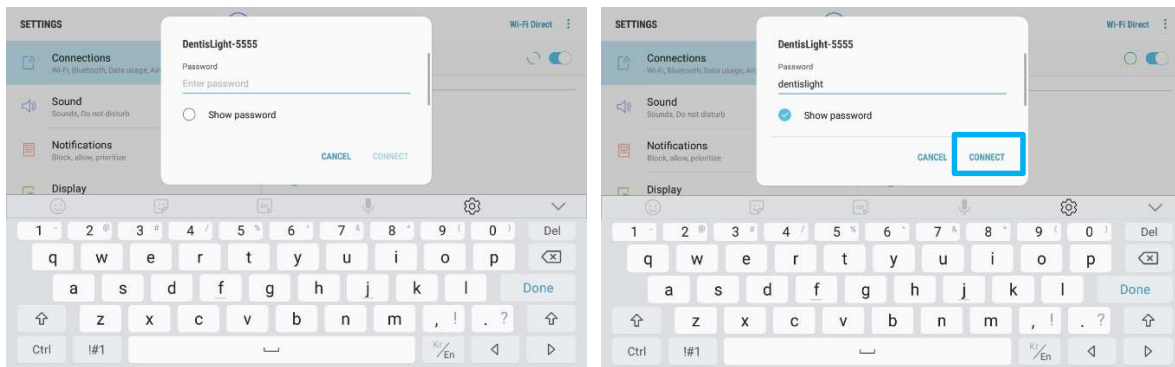 SETTINGS
Wi-Fi Direct
DentisLight-5555
Password
Enter password
Show password
CANCEL CONNECT
Connections
Wi-Fi, Bluetooth, Data usage, Air
Sound
Sounds, Do not disturb
Notifications
Block, allow, prioritize
Display
1 - 2 @ 3 # 4 / 5 % 6 ^ 7 & 8 * 9 ( 0 ) Del
q w e r t y u i o p
a s d f g h j k l Done
z x c v b n m , ! . ?
Ctrl !#1 Kr/En
SETTINGS
Wi-Fi Direct
DentisLight-5555
Password
dentislight
Show password
CANCEL CONNECT
Connections
Wi-Fi, Bluetooth, Data usage, Air
Sound
Sounds, Do not disturb
Notifications
Block, allow, prioritize
Display
1 - 2 @ 3 # 4 / 5 % 6 ^ 7 & 8 * 9 ( 0 ) Del
q w e r t y u i o p
a s d f g h j k l Done
z x c v b n m , ! . ?
Ctrl !#1 Kr/En